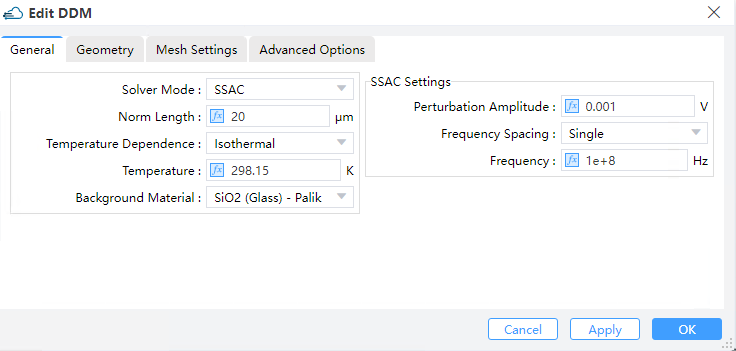 Edit DDM
General Geometry Mesh Settings Advanced Options
Solver Mode : SSAC
Norm Length : fx 20 μm
Temperature Dependence : Isothermal
Temperature : fx 298.15 K
Background Material : SiO2 (Glass) - Palik
SSAC Settings
Perturbation Amplitude : fx 0.001 V
Frequency Spacing : Single
Frequency : fx 1e+8 Hz
Cancel Apply OK